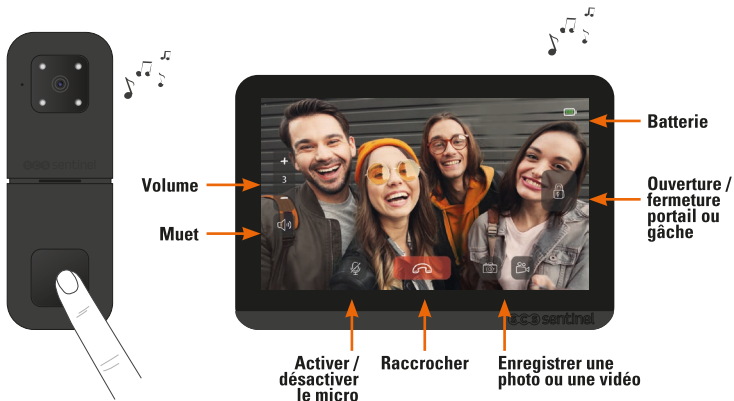 Batterie
+
3
-
Volume
Muet
Ouverture /
fermeture
portail ou
gâche
sentinel
sentinel
Activer /
désactiver
le micro
Raccrocher
Enregistrer une
photo ou une vidéo